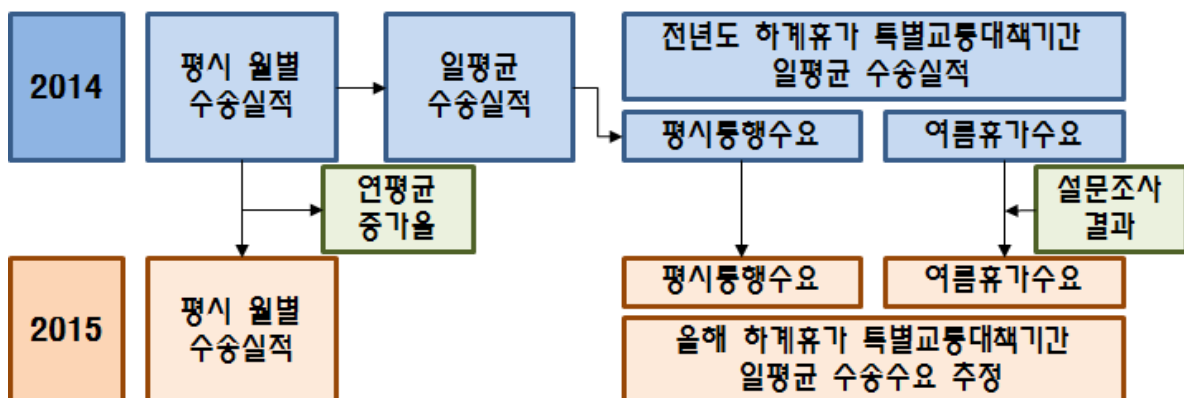 2014
평시 월별
수송실적
일평균
수송실적
전년도 하계휴가 특별교통대책기간
일평균 수송실적
평시통행수요
여름휴가수요
연평균
증가율
설문조사
결과
2015
평시 월별
수송실적
평시통행수요
여름휴가수요
올해 하계휴가 특별교통대책기간
일평균 수송수요 추정